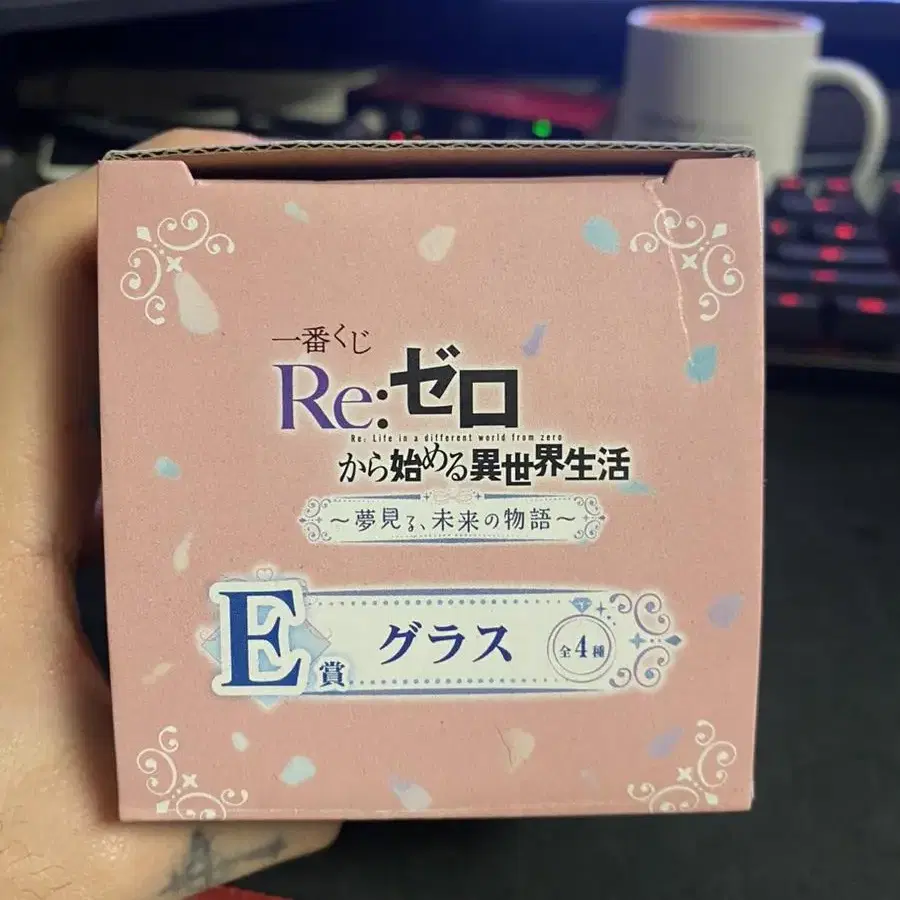 一番くじ
Re:ゼロ
Re: Life in a different world from zero
から始める異世界生活
～夢見る、未来の物語～
E賞 グラス 全4種